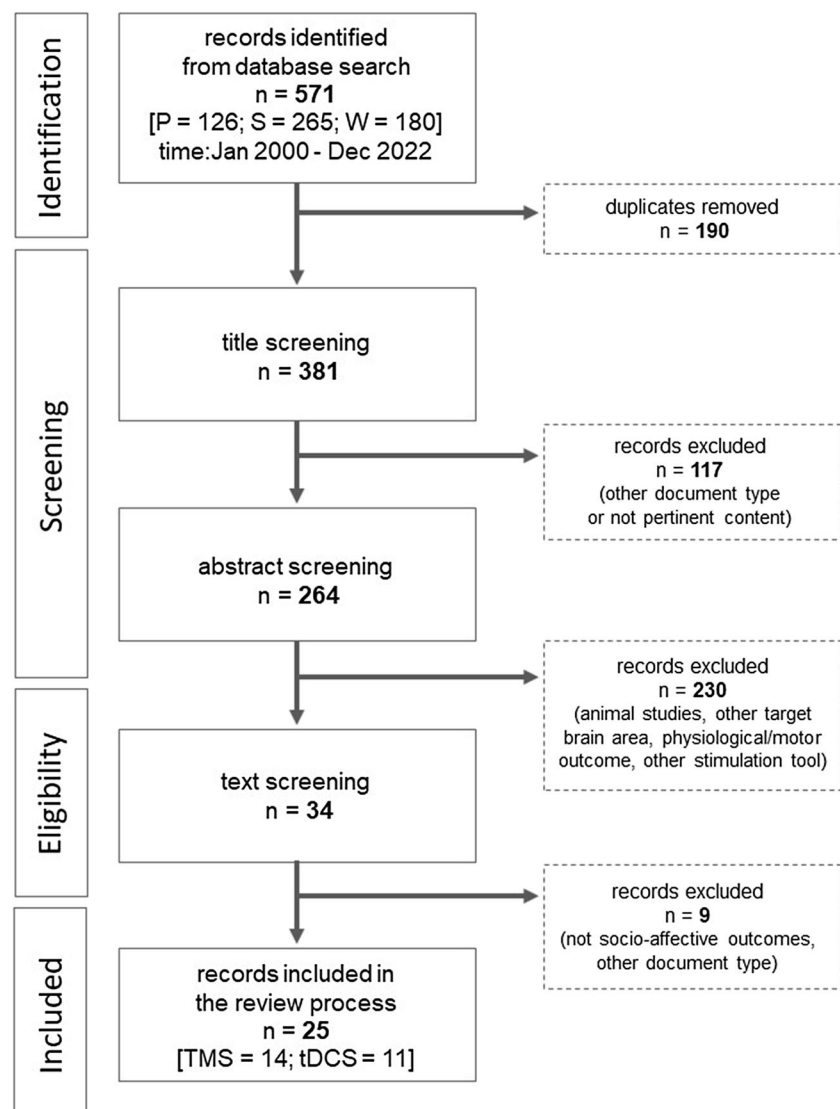 Identification
records identified
from database search
n = 571
[P = 126; S = 265; W = 180]
time:Jan 2000 - Dec 2022
duplicates removed
n = 190
Screening
title screening
n = 381
records excluded
n = 117
(other document type
or not pertinent content)
abstract screening
n = 264
records excluded
n = 230
(animal studies, other target
brain area, physiological/motor
outcome, other stimulation tool)
Eligibility
text screening
n = 34
records excluded
n = 9
(not socio-affective outcomes,
other document type)
Included
records included in
the review process
n = 25
[TMS = 14; tDCS = 11]